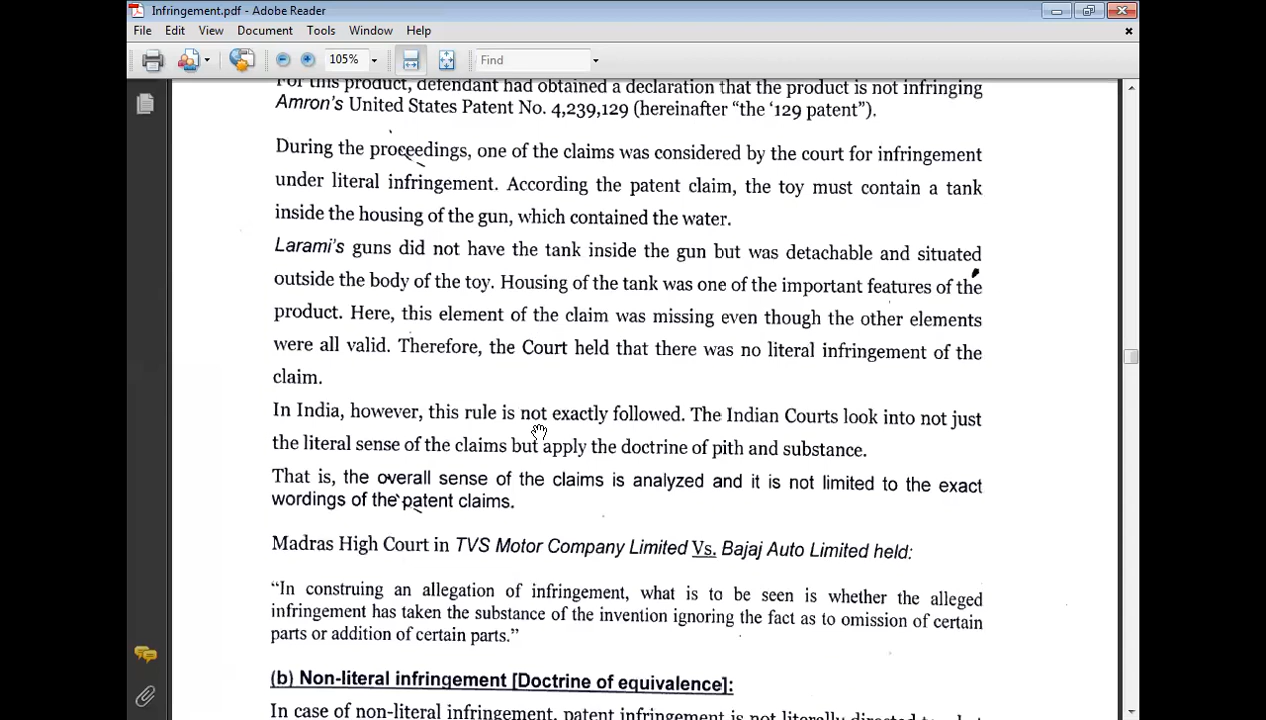 Infringement.pdf - Adobe Reader
File Edit View Document Tools Window Help
105% Find
For this product, defendant had obtained a declaration that the product is not infringing
Amron's United States Patent No. 4,239,129 (hereinafter “the ‘129 patent”).
During the proceedings, one of the claims was considered by the court for infringement
under literal infringement. According the patent claim, the toy must contain a tank
inside the housing of the gun, which contained the water.
Larami's guns did not have the tank inside the gun but was detachable and situated
outside the body of the toy. Housing of the tank was one of the important features of the
product. Here, this element of the claim was missing even though the other elements
were all valid. Therefore, the Court held that there was no literal infringement of the
claim.
In India, however, this rule is not exactly followed. The Indian Courts look into not just
the literal sense of the claims but apply the doctrine of pith and substance.
That is, the overall sense of the claims is analyzed and it is not limited to the exact
wordings of the patent claims.
Madras High Court in TVS Motor Company Limited Vs. Bajaj Auto Limited held:
“In construing an allegation of infringement, what is to be seen is whether the alleged
infringement has taken the substance of the invention ignoring the fact as to omission of certain
parts or addition of certain parts.”
(b) Non-literal infringement [Doctrine of equivalence]:
In case of non-literal infringement, patent infringement is not literally directed to what